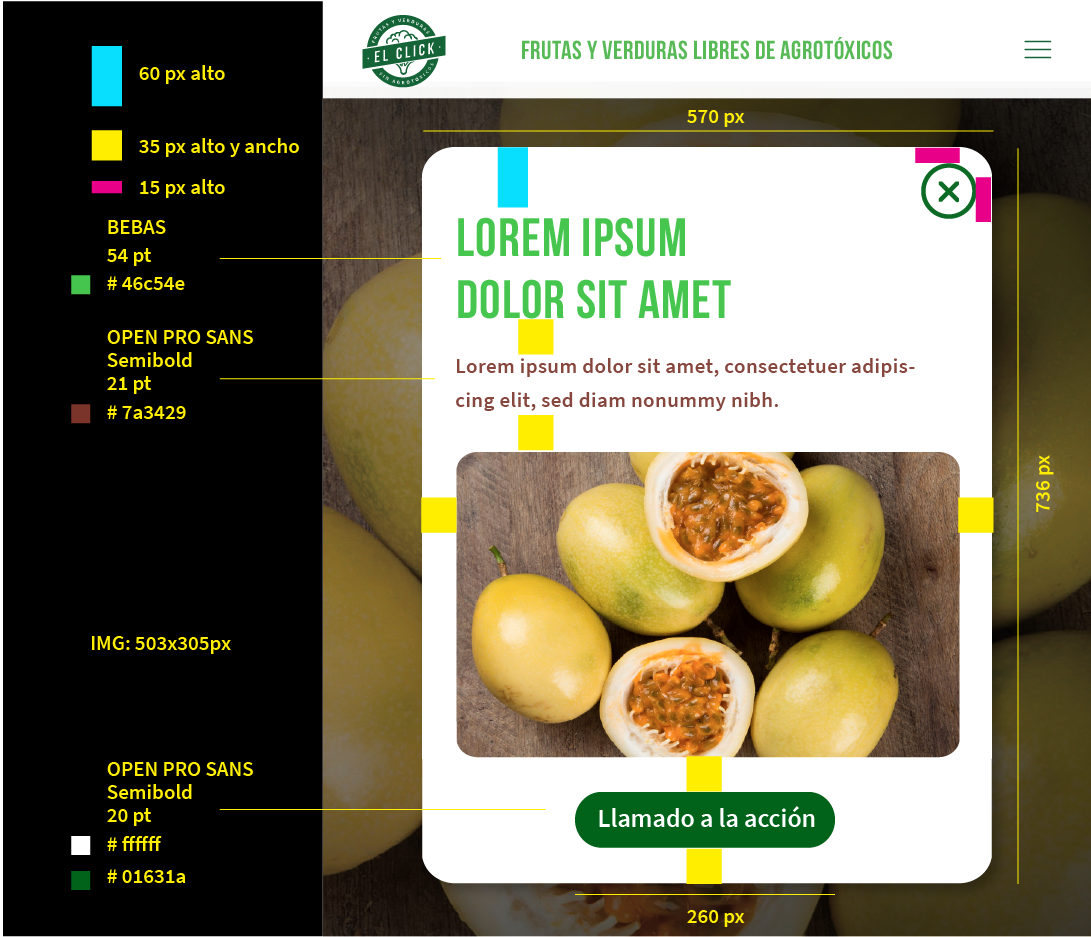 60 px alto
35 px alto y ancho
15 px alto
BEBAS
54 pt
# 46c54e
OPEN PRO SANS
Semibold
21 pt
# 7a3429
IMG: 503x305px
OPEN PRO SANS
Semibold
20 pt
# ffffff
# 01631a
FRUTAS Y VERDURAS
EL CLICK
SIN AGROTÓXICOS
FRUTAS Y VERDURAS LIBRES DE AGROTÓXICOS
570 px
LOREM IPSUM
DOLOR SIT AMET
Lorem ipsum dolor sit amet, consectetuer adipis-
cing elit, sed diam nonummy nibh.
736 px
Llamado a la acción
260 px